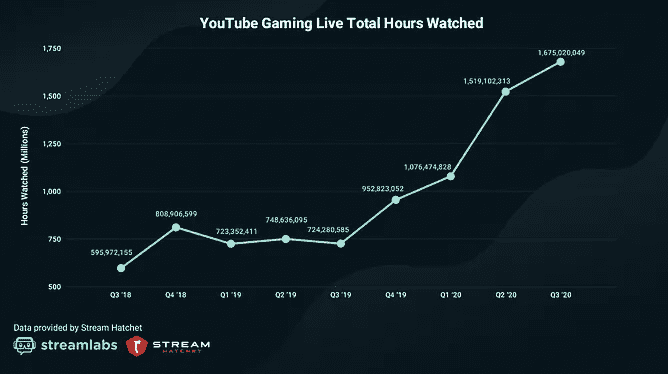 YouTube Gaming Live Total Hours Watched
Hours Watched (Millions)
1,750
1,500
1,250
1,000
750
500
595,972,155
808,906,599
723,352,411
748,636,095
724,280,585
952,823,052
1,076,474,828
1,519,102,313
1,675,020,049
Q3 '18
Q4 '18
Q1 '19
Q2 '19
Q3 '19
Q4 '19
Q1 '20
Q2 '20
Q3 '20
Data provided by Stream Hatchet
streamlabs
STREAM
HATCHET